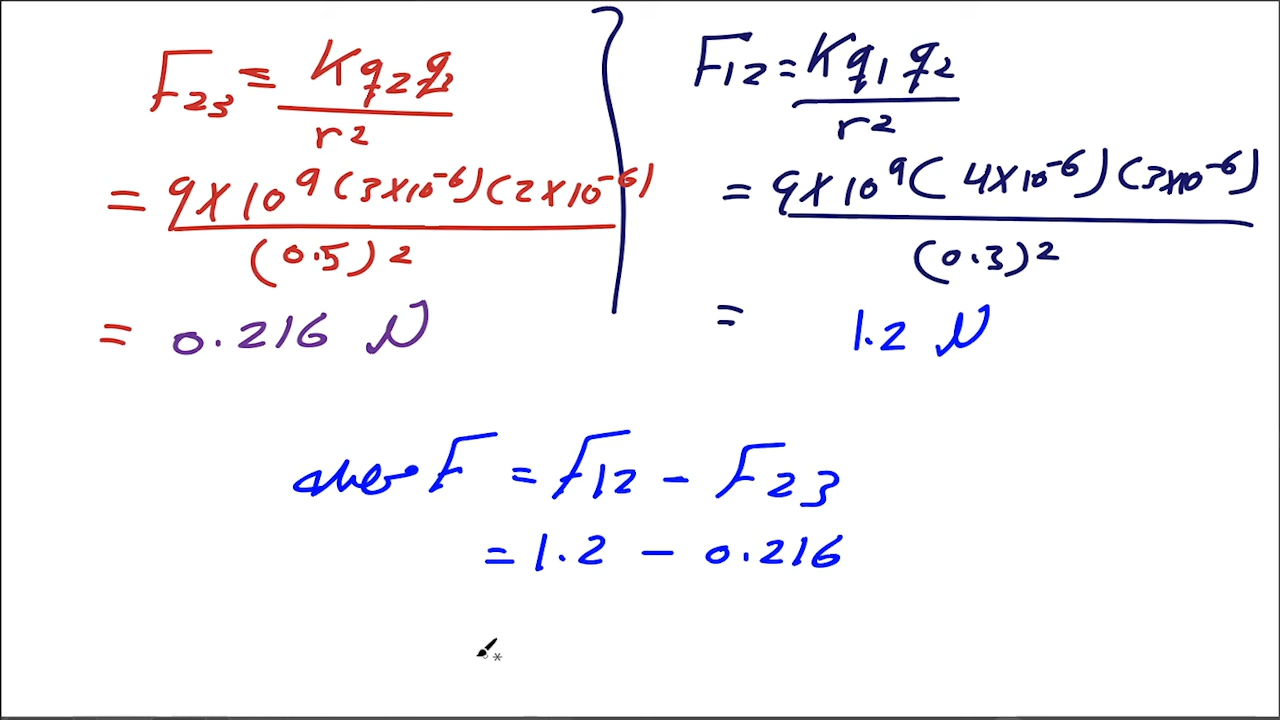 F23 = Kq2q3
r2
= 9×10^9 (3×10^-6)(2×10^-6)
(0.5)^2
= 0.216 N
F12 = Kq1 q2
r2
= 9×10^9 (4×10^-6)(3×10^-6)
(0.3)^2
= 1.2 N
F = F12 - F23
= 1.2 - 0.216